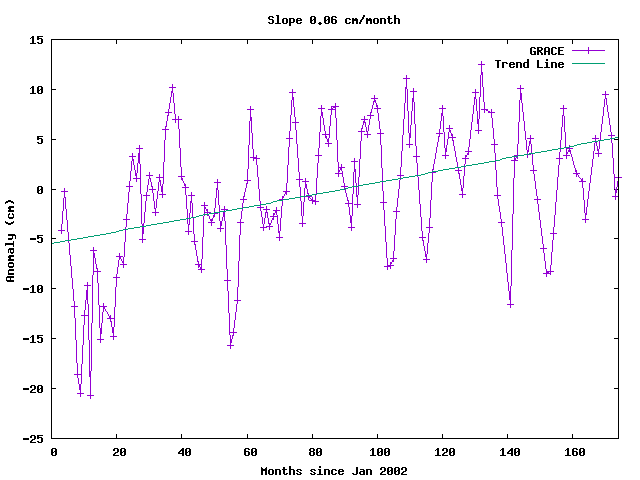 Slope 0.06 cm/month
GRACE
Trend Line
15
10
5
0
-5
-10
-15
-20
-25
Anomaly (cm)
0 20 40 60 80 100 120 140 160
Months since Jan 2002